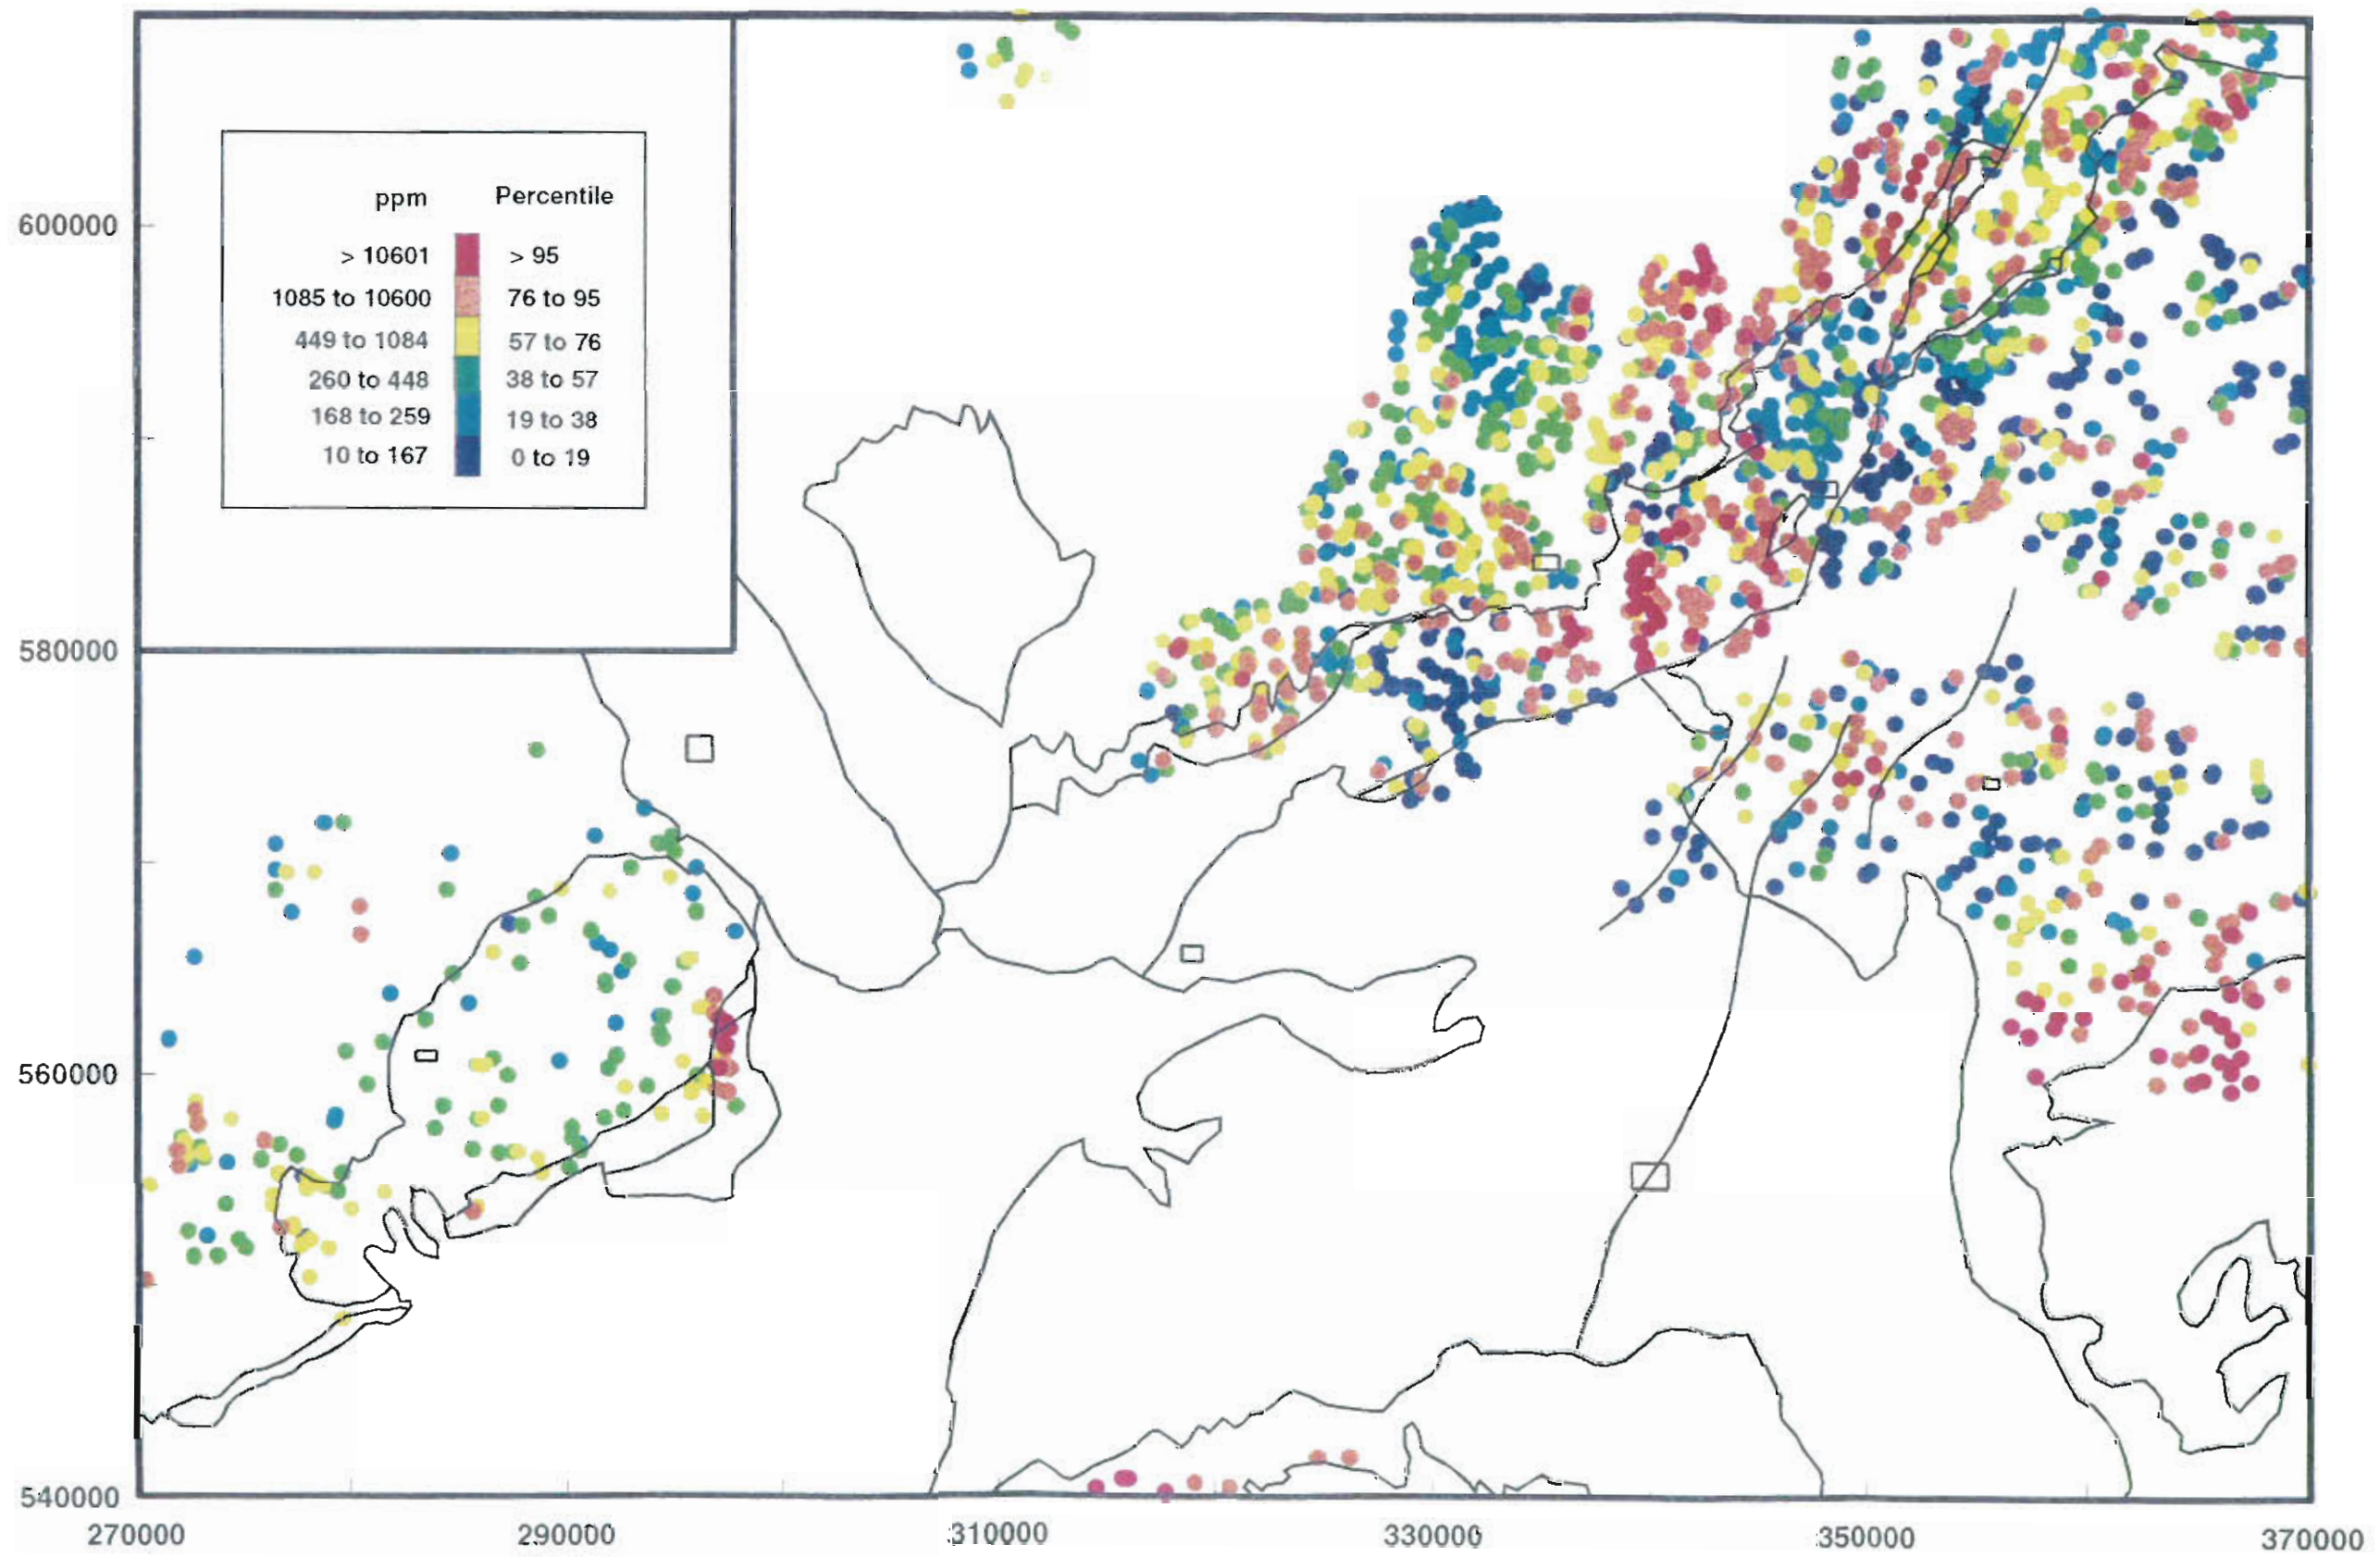 ppm Percentile
600000
> 10601 > 95
1085 to 10600 76 to 95
449 to 1084 57 to 76
260 to 448 38 to 57
168 to 259 19 to 38
10 to 167 0 to 19
580000
560000
540000
270000 290000 310000 330000 350000 370000